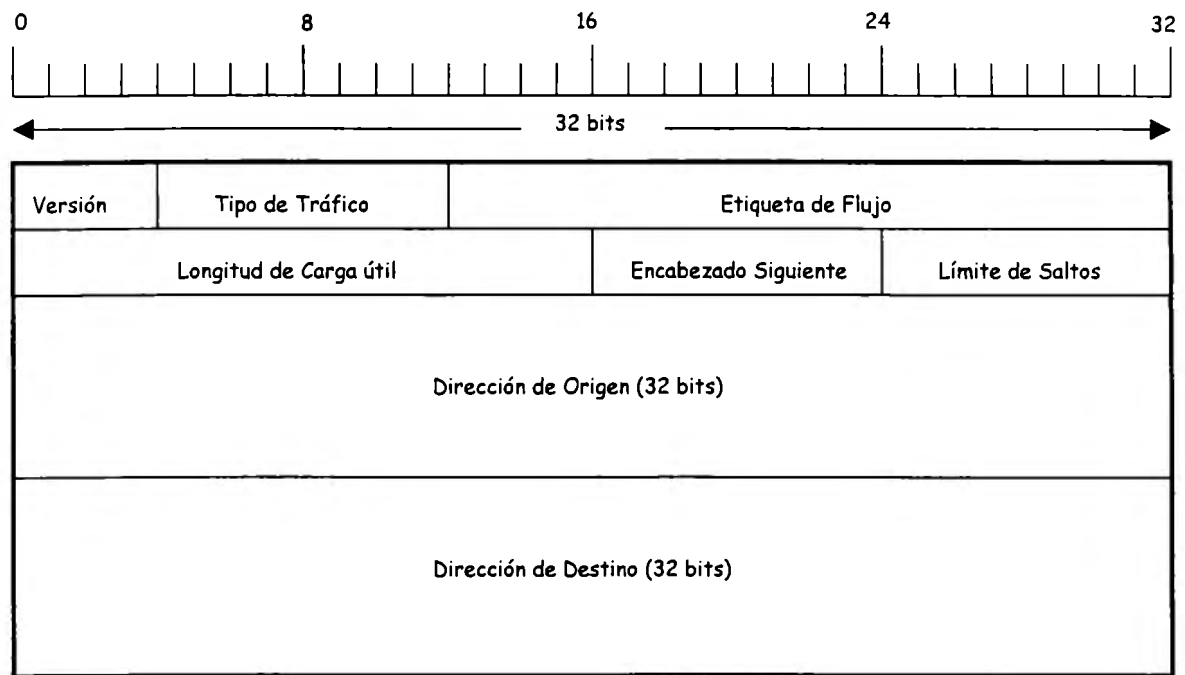 0 8 16 24 32
32 bits
Versión Tipo de Tráfico Etiqueta de Flujo
Longitud de Carga útil Encabezado Siguiente Límite de Saltos
Dirección de Origen (32 bits)
Dirección de Destino (32 bits)